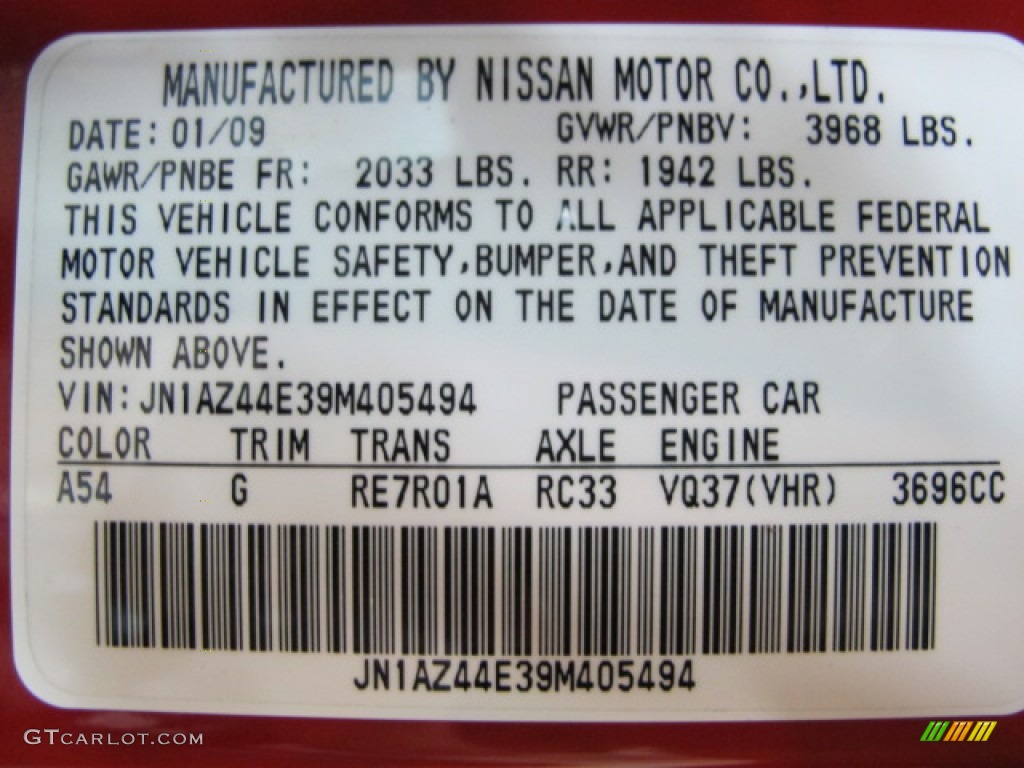 MANUFACTURED BY NISSAN MOTOR CO.,LTD.
DATE: 01/09 GVWR/PNBV: 3968 LBS.
GAWR/PNBE FR: 2033 LBS. RR: 1942 LBS.
THIS VEHICLE CONFORMS TO ALL APPLICABLE FEDERAL
MOTOR VEHICLE SAFETY,BUMPER,AND THEFT PREVENTION
STANDARDS IN EFFECT ON THE DATE OF MANUFACTURE
SHOWN ABOVE.
VIN:JN1AZ44E39M405494 PASSENGER CAR
COLOR TRIM TRANS AXLE ENGINE
A54 G RE7R01A RC33 VQ37(VHR) 3696CC
JN1AZ44E39M405494
GTCARLOT.COM